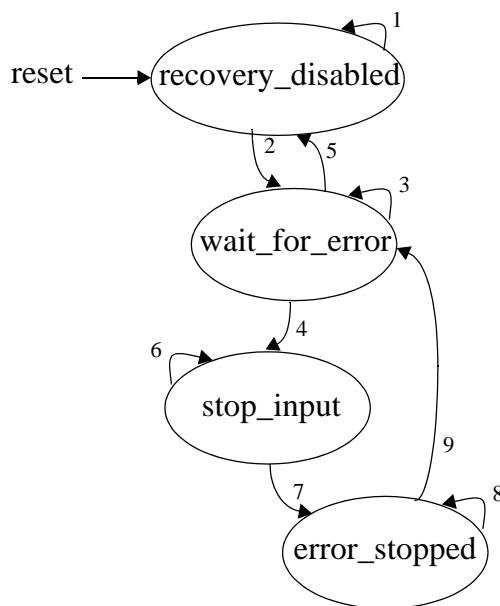 1
reset
recovery_disabled
2
5
3
wait_for_error
4
6
stop_input
7
9
8
error_stopped